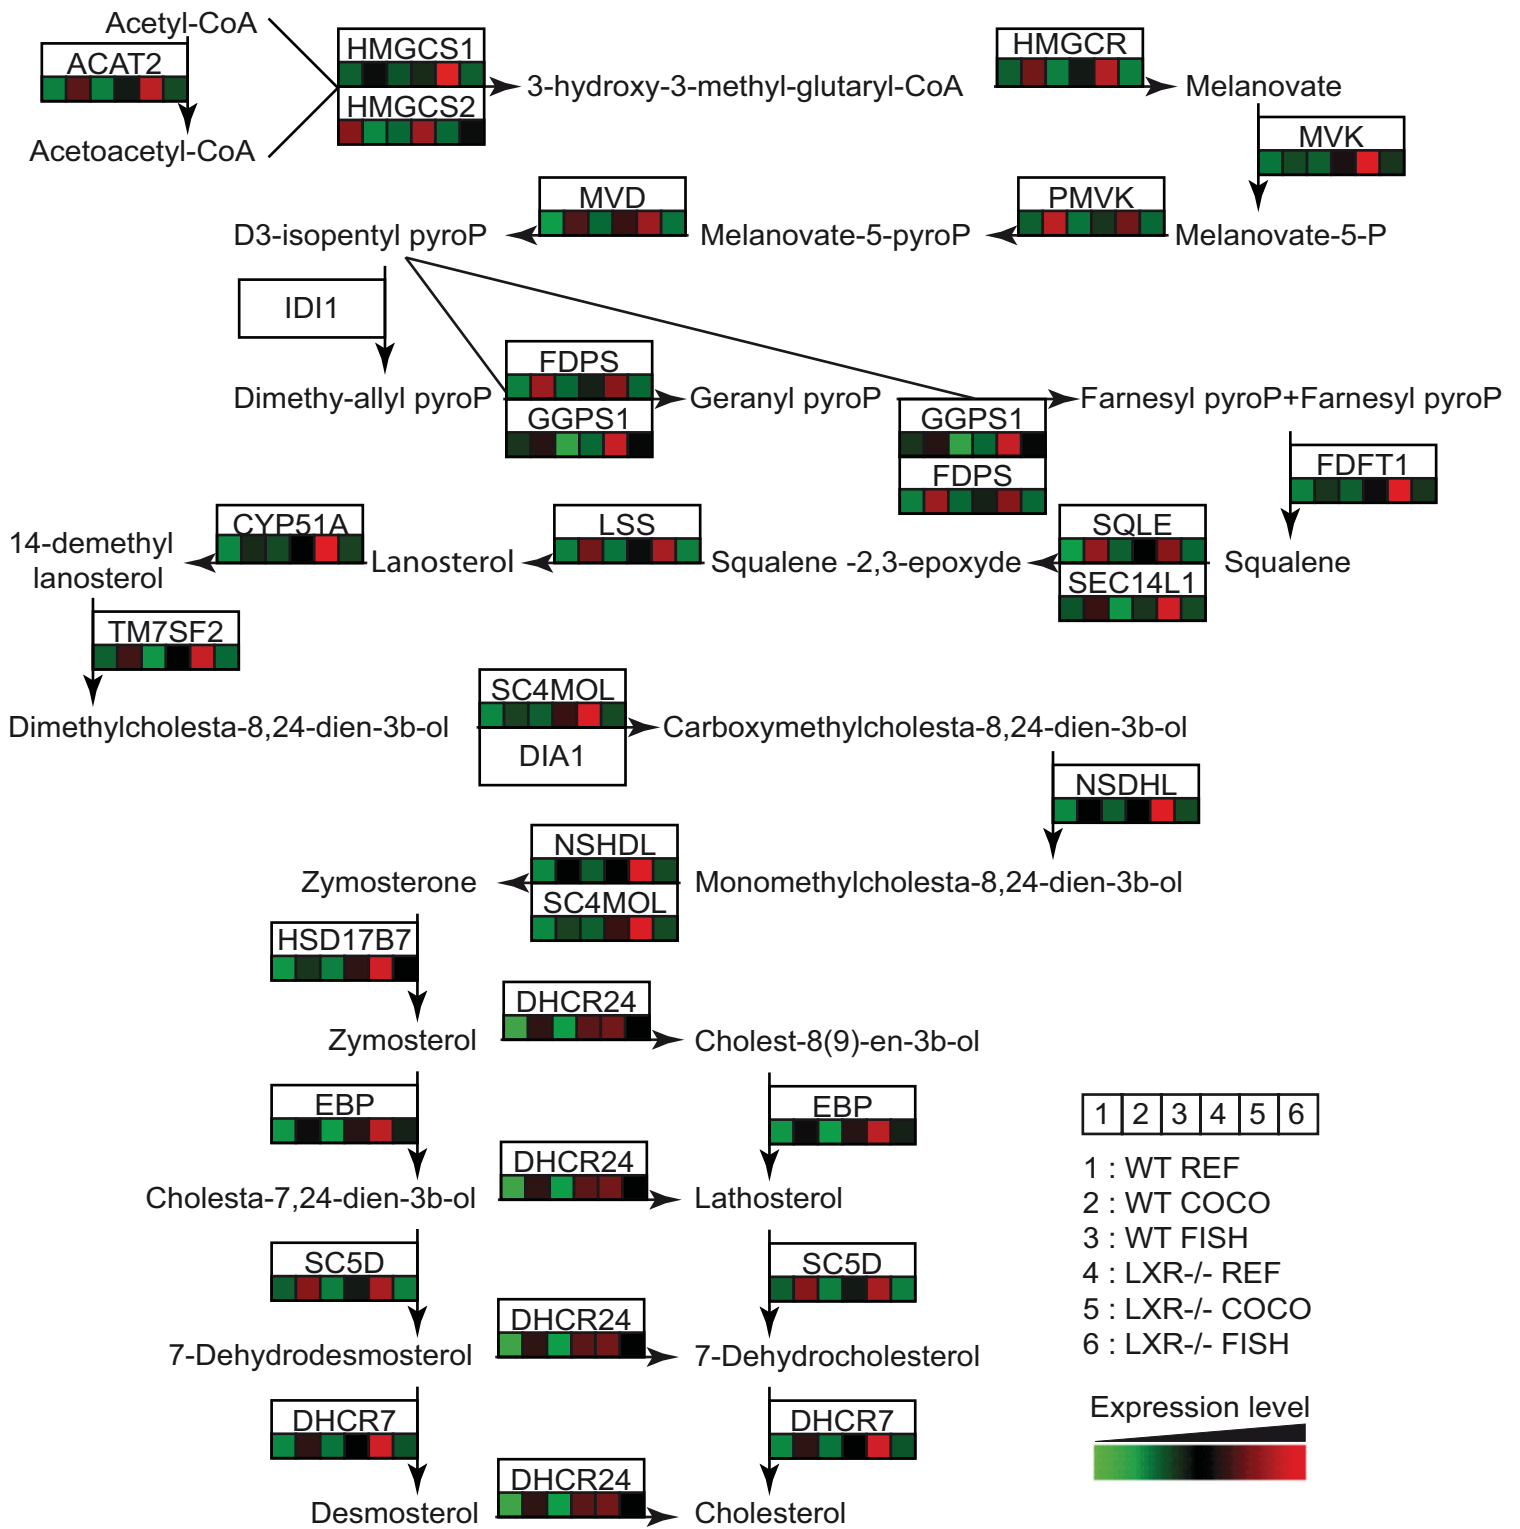 Acetyl-CoA
ACAT2
HMGCS1
HMGCR
3-hydroxy-3-methyl-glutaryl-CoA
Melanovate
HMGCS2
Acetoacetyl-CoA
MVK
MVD
PMVK
D3-isopentyl pyroP
Melanovate-5-pyroP
Melanovate-5-P
IDI1
FDPS
Dimethy-allyl pyroP
Geranyl pyroP
Farnesyl pyroP+Farnesyl pyroP
GGPS1
GGPS1
FDFT1
FDPS
CYP51A
LSS
SQLE
14-demethyl
lanosterol
Lanosterol
Squalene -2,3-epoxyde
Squalene
SEC14L1
TM7SF2
SC4MOL
Dimethylcholesta-8,24-dien-3b-ol
Carboxymethylcholesta-8,24-dien-3b-ol
DIA1
NSDHL
NSHDL
Zymosterone
Monomethylcholesta-8,24-dien-3b-ol
SC4MOL
HSD17B7
DHCR24
Zymosterol
Cholest-8(9)-en-3b-ol
EBP
EBP
DHCR24
Cholesta-7,24-dien-3b-ol
Lathosterol
SC5D
SC5D
DHCR24
7-Dehydrodesmosterol
7-Dehydrocholesterol
DHCR7
DHCR7
DHCR24
Desmosterol
Cholesterol
1 2 3 4 5 6
1 : WT REF
2 : WT COCO
3 : WT FISH
4 : LXR-/- REF
5 : LXR-/- COCO
6 : LXR-/- FISH
Expression level